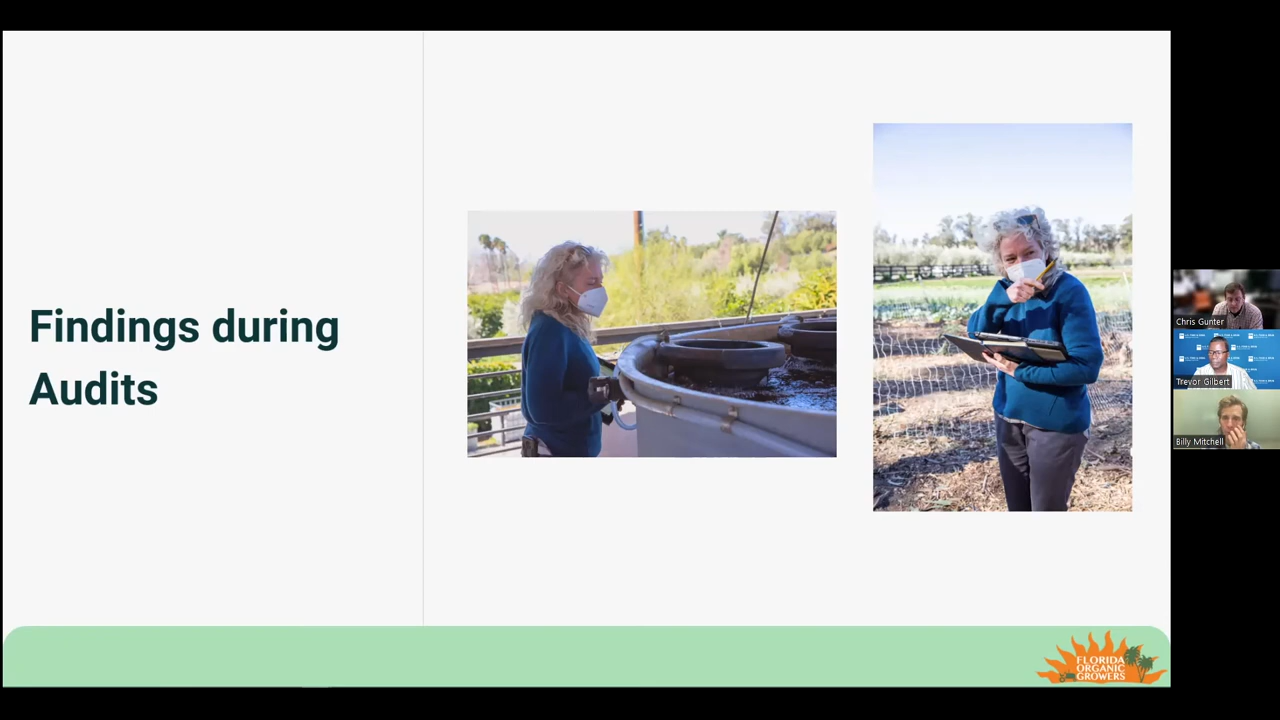 Findings during
Audits
FLORIDA
ORGANIC
GROWERS
Chris Gunter
Trevor Gilbert
Billy Mitchell